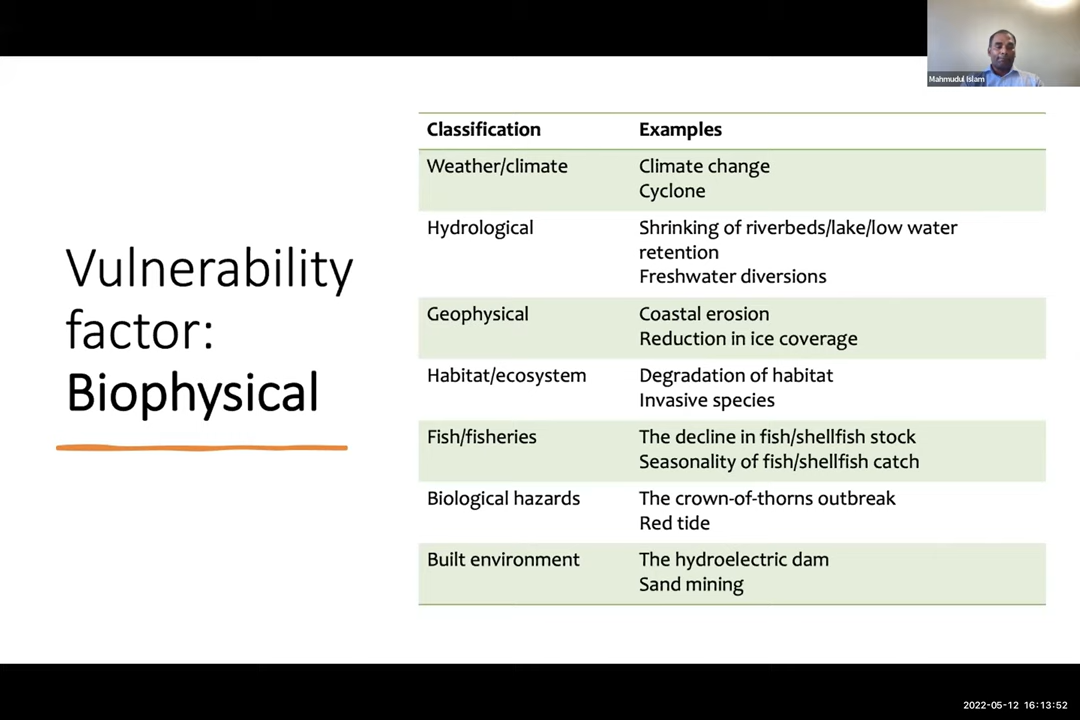 Mahmudul Islam
Vulnerability
factor:
Biophysical
Classification Examples
Weather/climate Climate change
Cyclone
Hydrological Shrinking of riverbeds/lake/low water
retention
Freshwater diversions
Geophysical Coastal erosion
Reduction in ice coverage
Habitat/ecosystem Degradation of habitat
Invasive species
Fish/fisheries The decline in fish/shellfish stock
Seasonality of fish/shellfish catch
Biological hazards The crown-of-thorns outbreak
Red tide
Built environment The hydroelectric dam
Sand mining
2022-05-12 16:13:52